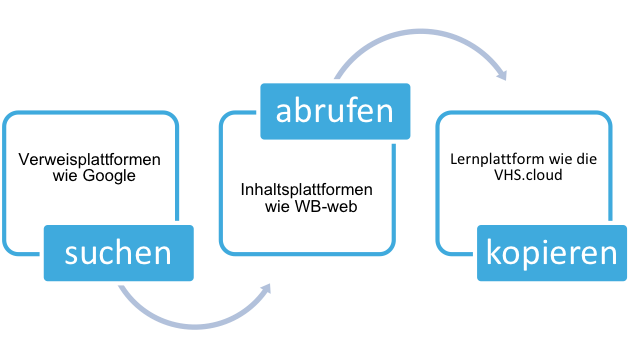 Verweisplattformen
wie Google
suchen
abrufen
Inhaltsplattformen
wie WB-web
Lernplattform wie die
VHS.cloud
kopieren